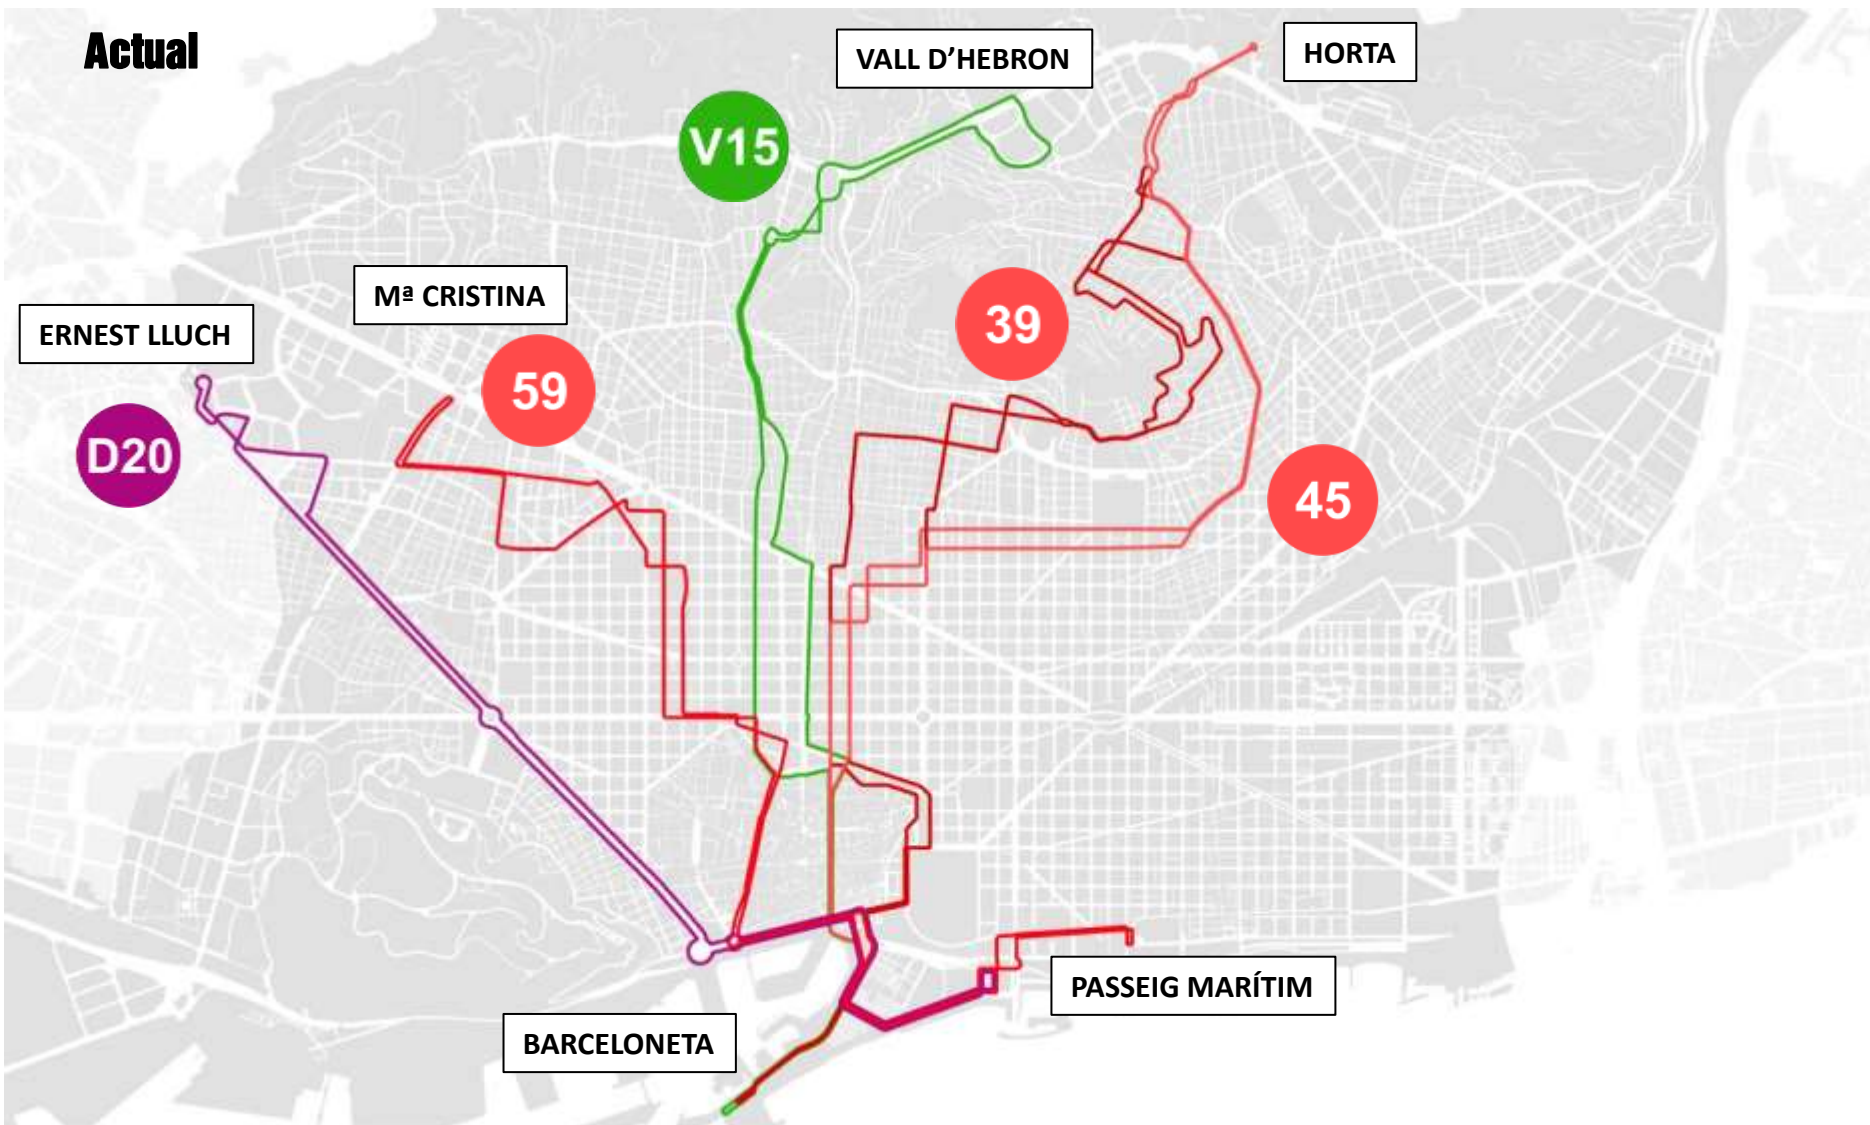 Actual
VALL D’HEBRON
HORTA
V15
Mª CRISTINA
ERNEST LLUCH
39
59
D20
45
PASSEIG MARÍTIM
BARCELONETA